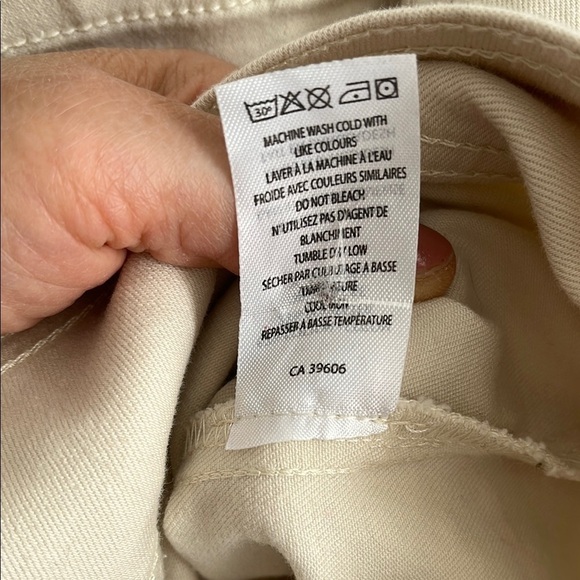 30°
MACHINE WASH COLD WITH
LIKE COLOURS
LAVER À LA MACHINE À L'EAU
FROIDE AVEC COULEURS SIMILAIRES
DO NOT BLEACH
N'UTILISEZ PAS D'AGENT DE
BLANCHIMENT
TUMBLE DRY LOW
SÉCHER PAR CULBUTAGE À BASSE
TEMPÉRATURE
COOL IRON
REPASSER À BASSE TEMPÉRATURE
CA 39606